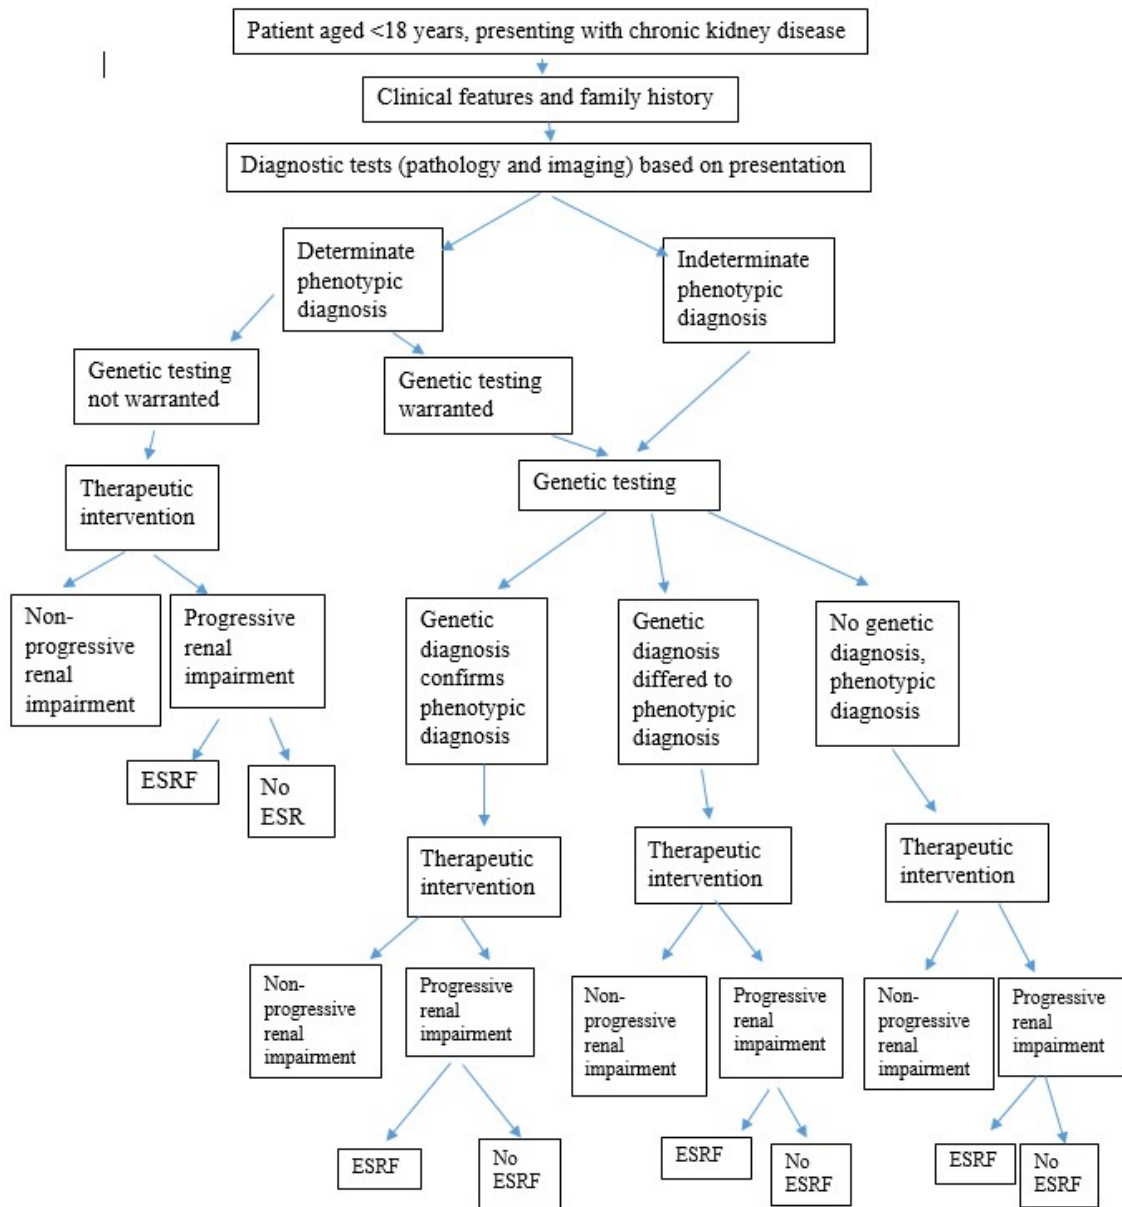 Patient aged <18 years, presenting with chronic kidney disease
Clinical features and family history
Diagnostic tests (pathology and imaging) based on presentation
Determinate
phenotypic
diagnosis
Indeterminate
phenotypic
diagnosis
Genetic testing
not warranted
Genetic testing
warranted
Therapeutic
intervention
Genetic testing
Non-
progressive
renal
impairment
Progressive
renal
impairment
Genetic
diagnosis
confirms
phenotypic
diagnosis
Genetic
diagnosis
differed to
phenotypic
diagnosis
No genetic
diagnosis,
phenotypic
diagnosis
ESRF
No
ESR
Therapeutic
intervention
Therapeutic
intervention
Therapeutic
intervention
Non-
progressive
renal
impairment
Progressive
renal
impairment
Non-
progressive
renal
impairment
Progressive
renal
impairment
Non-
progressive
renal
impairment
Progressive
renal
impairment
ESRF
No
ESRF
ESRF
No
ESRF
ESRF
No
ESRF